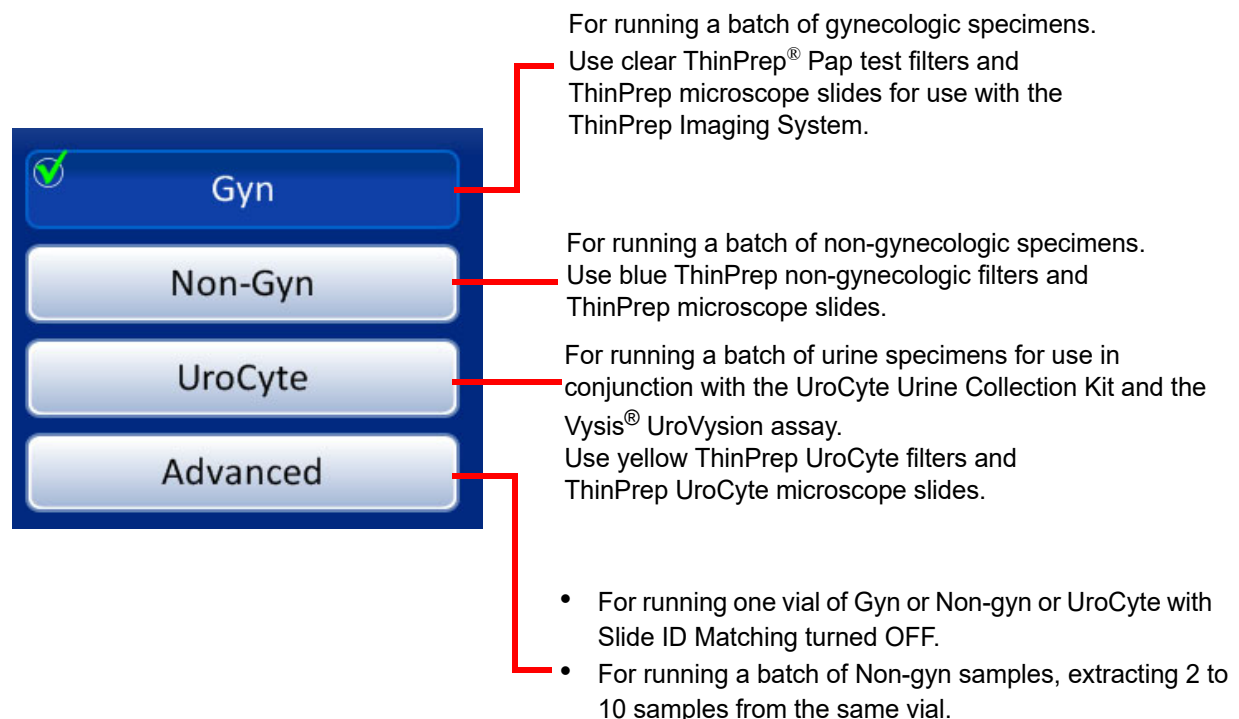 For running a batch of gynecologic specimens.
Use clear ThinPrep® Pap test filters and
ThinPrep microscope slides for use with the
ThinPrep Imaging System.
Gyn
For running a batch of non-gynecologic specimens.
Use blue ThinPrep non-gynecologic filters and
ThinPrep microscope slides.
Non-Gyn
For running a batch of urine specimens for use in
conjunction with the UroCyte Urine Collection Kit and the
Vysis® UroVysion assay.
Use yellow ThinPrep UroCyte filters and
ThinPrep UroCyte microscope slides.
UroCyte
Advanced
• For running one vial of Gyn or Non-gyn or UroCyte with
Slide ID Matching turned OFF.
• For running a batch of Non-gyn samples, extracting 2 to
10 samples from the same vial.